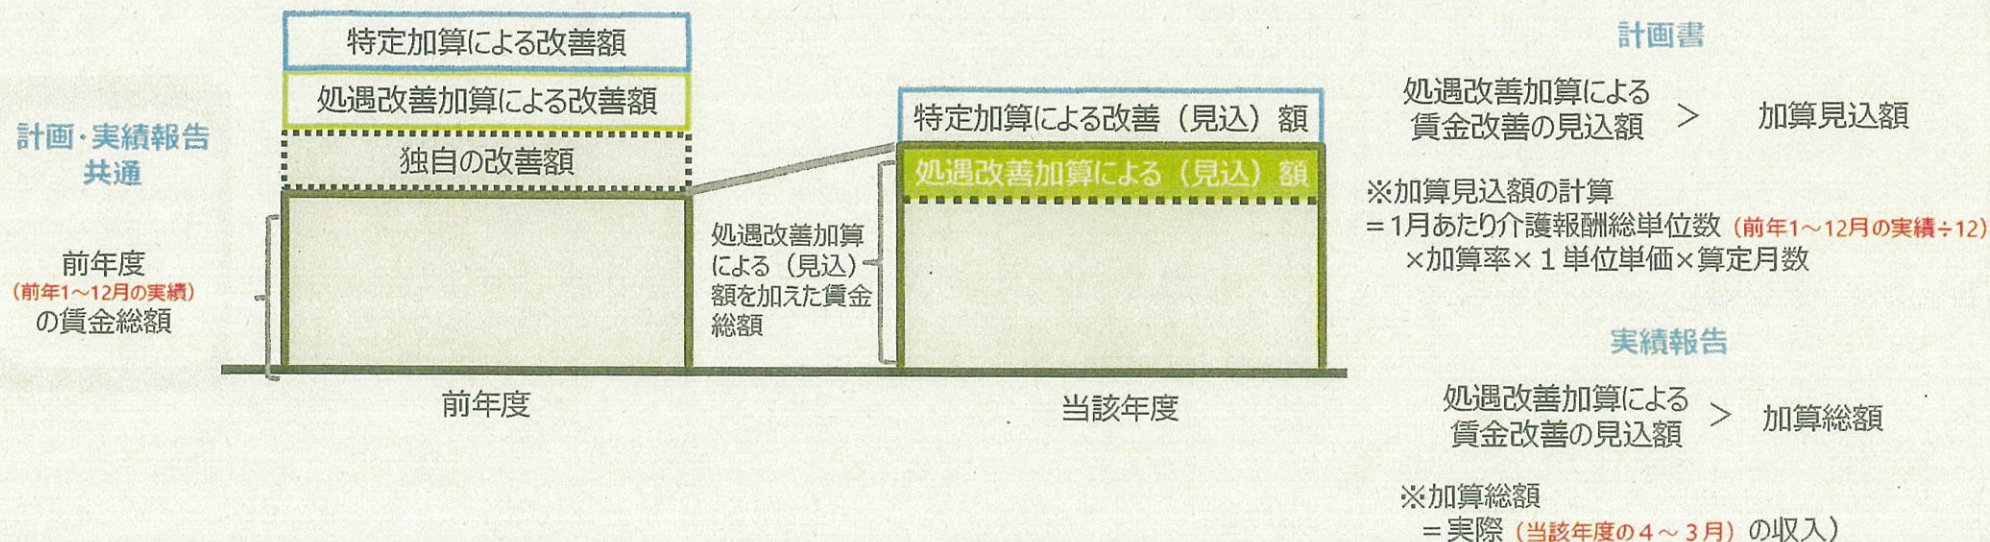 計画・実績報告
共通
前年度
(前年1～12月の実績)
の賃金総額
特定加算による改善額
処遇改善加算による改善額
独自の改善額
前年度
処遇改善加算
による（見込）
額を加えた賃金
総額
特定加算による改善（見込）額
処遇改善加算による（見込）額
当該年度
計画書
処遇改善加算による
賃金改善の見込額 ＞ 加算見込額
※加算見込額の計算
＝1月あたり介護報酬総単位数（前年1～12月の実績÷12）
×加算率×１単位単価×算定月数
実績報告
処遇改善加算による
賃金改善の見込額 ＞ 加算総額
※加算総額
＝実際（当該年度の４～３月）の収入）